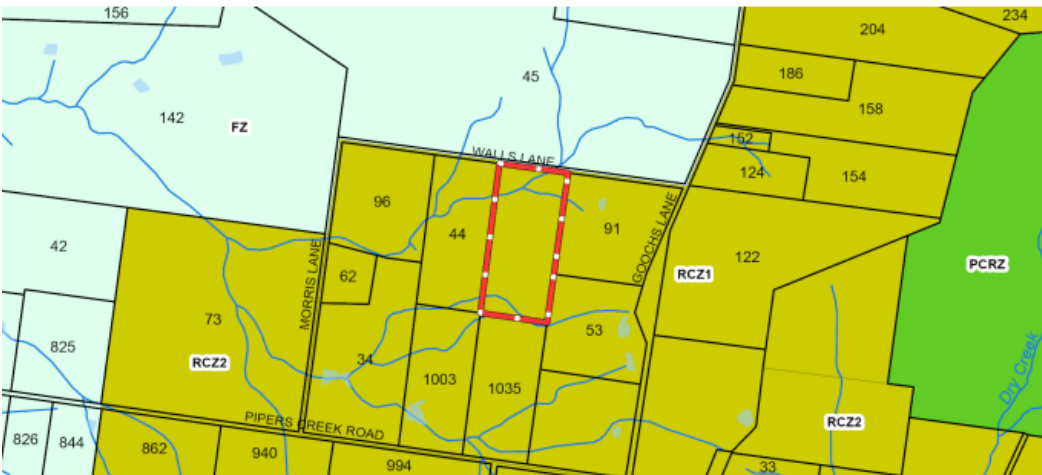 156
234
204
45
186
142
158
FZ
152
WALLS LANE
124
154
96
44
91
42
GOOCHS LANE
122
RCZ1
PCRZ
62
MORRIS LANE
73
53
825
34
RCZ2
1003
1035
Dry Creek
PIPERS CREEK ROAD
RCZ2
826
844
862
940
994
33